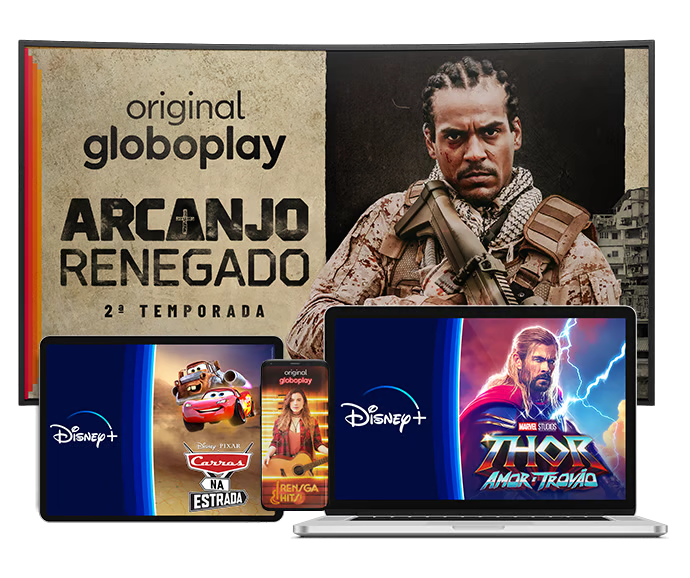 original
globoplay
ARCANJO
RENEGADO
2ª TEMPORADA
Disney+
DISNEY · PIXAR
Carros
NA
ESTRADA
original
globoplay
RENSGA
HITS
Disney+
MARVEL STUDIOS
THOR
AMOR E TROVÃO